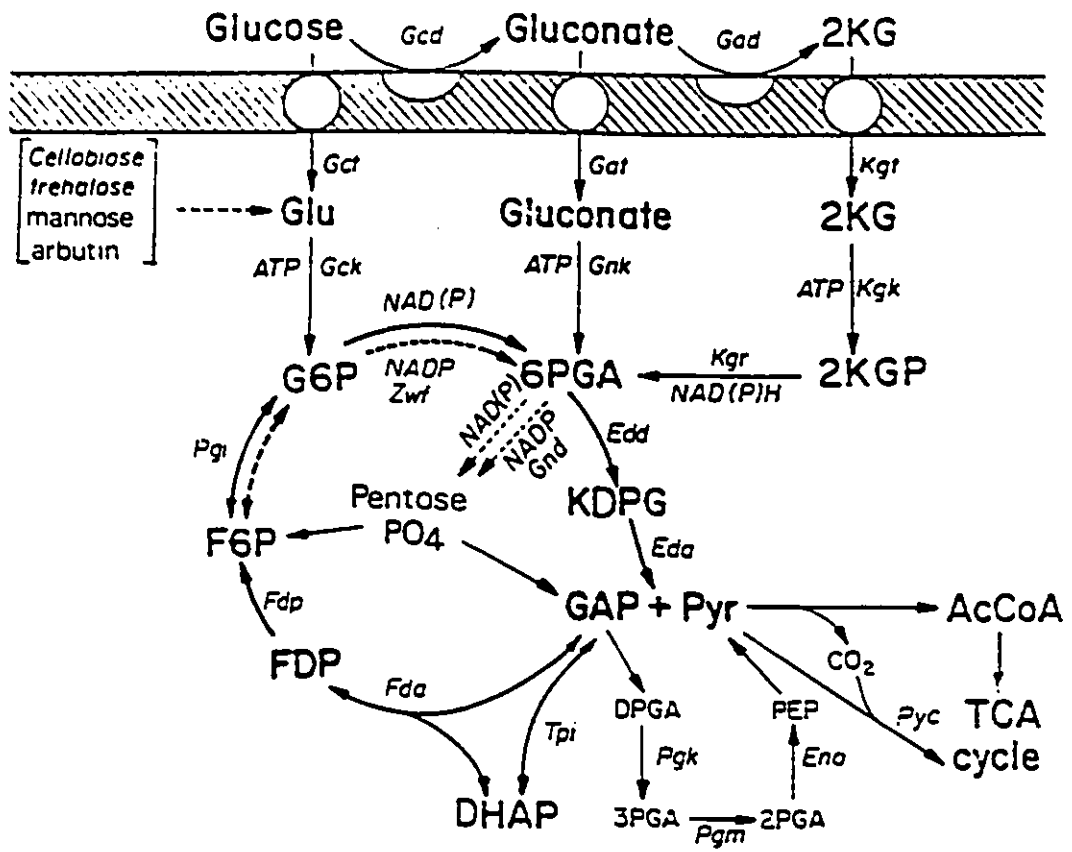 Glucose Gcd Gluconate Gad 2KG
[Cellobiose
trehalose
mannose
arbutin]
Gct Gat Kgt
Glu Gluconate 2KG
ATP Gck ATP Gnk ATP Kgk
NAD(P)
G6P NADP 6PGA Kgr 2KGP
Zwf NAD(P)H
NAD(P)
NADP
Gnd
Edd
Pgi
Pentose KDPG
F6P PO4
Eda
Fdp GAP + Pyr AcCoA
FDP Fda CO2
DPGA PEP Pyc TCA
cycle
Tpi Pgk Eno
DHAP 3PGA Pgm 2PGA